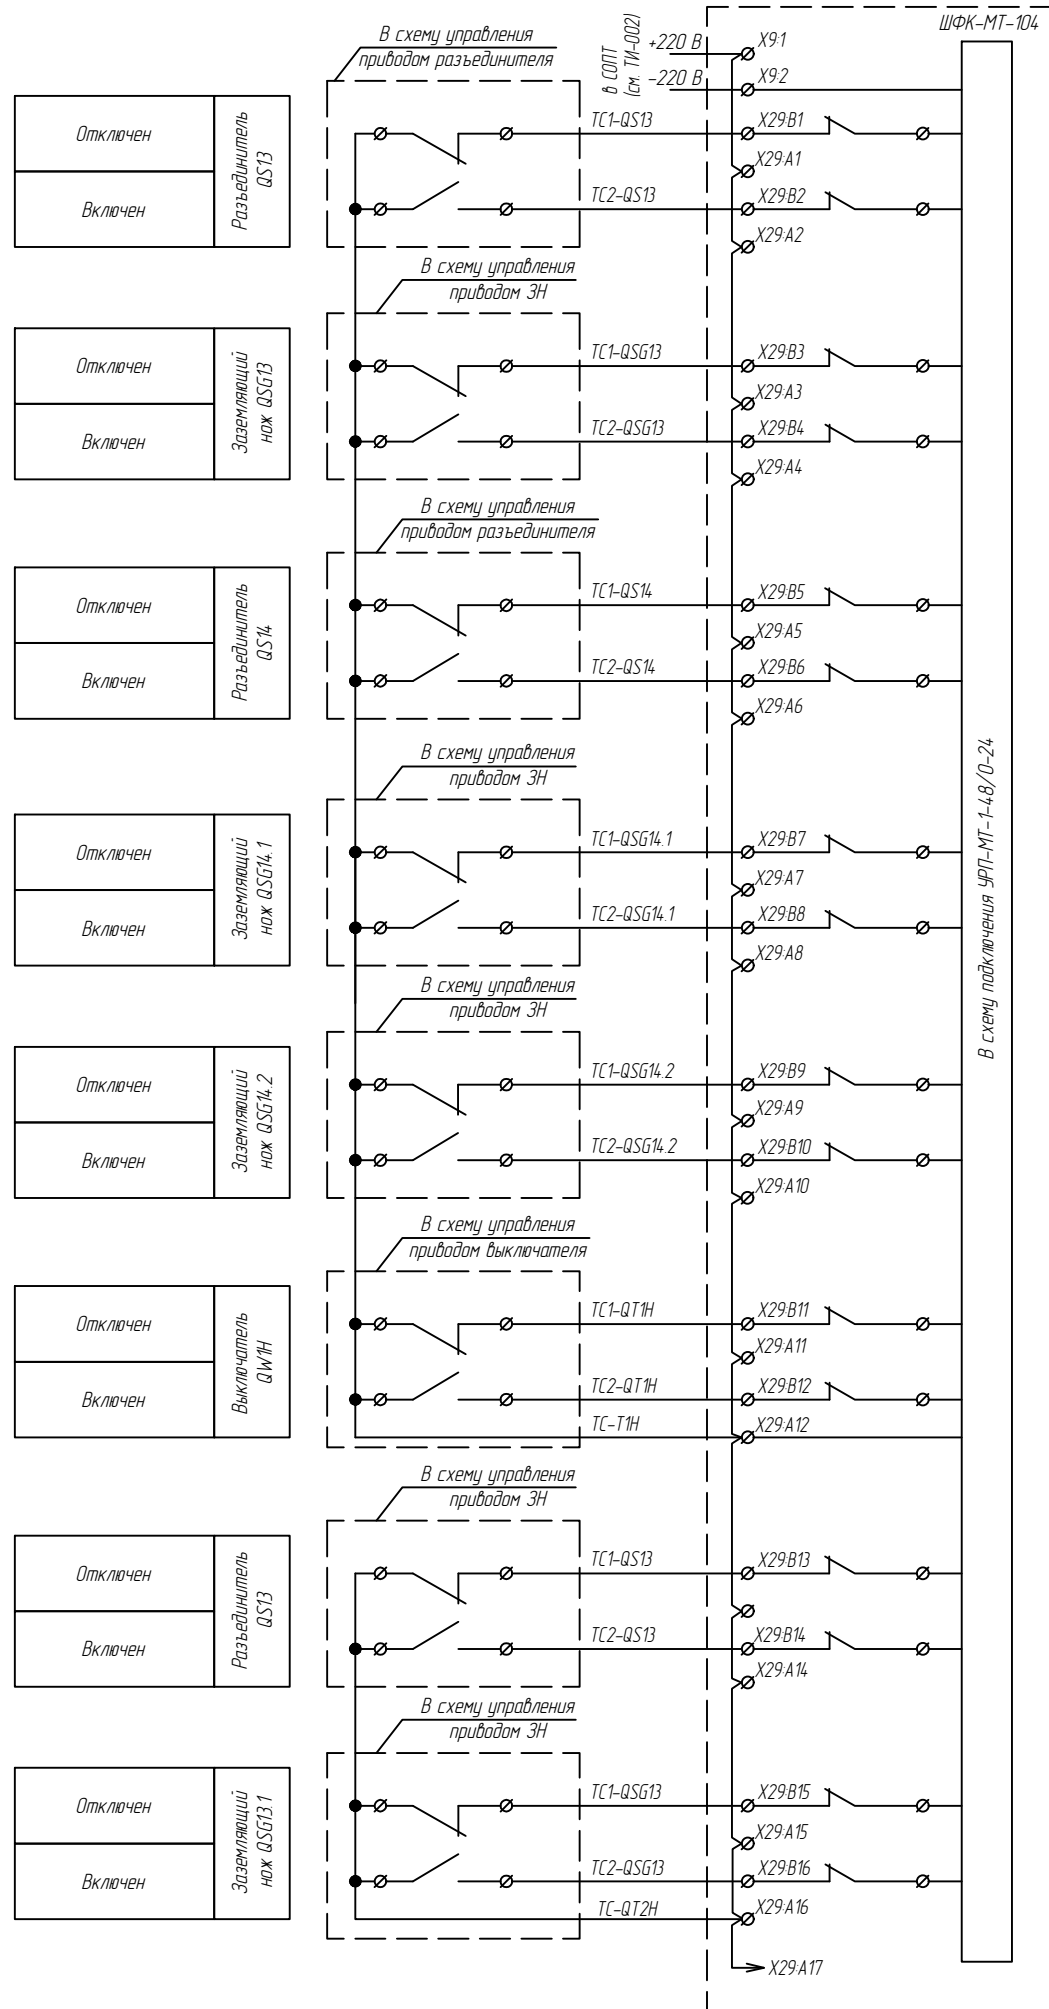 ШФК-МТ-104
В схему управления
приводом разъединителя
в СОПТ
(см. ТИ-002)
+220 В
X9:1
-220 В
X9:2
Отключен
Включен
Разъединитель
QS13
TC1-QS13
X29:B1
X29:A1
TC2-QS13
X29:B2
X29:A2
В схему управления
приводом ЗН
Отключен
Включен
Заземляющий
нож QSG13
TC1-QSG13
X29:B3
X29:A3
TC2-QSG13
X29:B4
X29:A4
В схему управления
приводом разъединителя
Отключен
Включен
Разъединитель
QS14
TC1-QS14
X29:B5
X29:A5
TC2-QS14
X29:B6
X29:A6
В схему управления
приводом ЗН
Отключен
Включен
Заземляющий
нож QSG14.1
TC1-QSG14.1
X29:B7
X29:A7
TC2-QSG14.1
X29:B8
X29:A8
В схему управления
приводом ЗН
Отключен
Включен
Заземляющий
нож QSG14.2
TC1-QSG14.2
X29:B9
X29:A9
TC2-QSG14.2
X29:B10
X29:A10
В схему управления
приводом выключателя
Отключен
Включен
Выключатель
QW1H
TC1-QT1H
X29:B11
X29:A11
TC2-QT1H
X29:B12
TC-T1H
X29:A12
В схему управления
приводом ЗН
Отключен
Включен
Разъединитель
QS13
TC1-QS13
X29:B13
TC2-QS13
X29:B14
X29:A14
В схему управления
приводом ЗН
Отключен
Включен
Заземляющий
нож QSG13.1
TC1-QSG13
X29:B15
X29:A15
TC2-QSG13
X29:B16
TC-QT2H
X29:A16
X29:A17
В схему подключения УРП-МТ-1-48/0-24